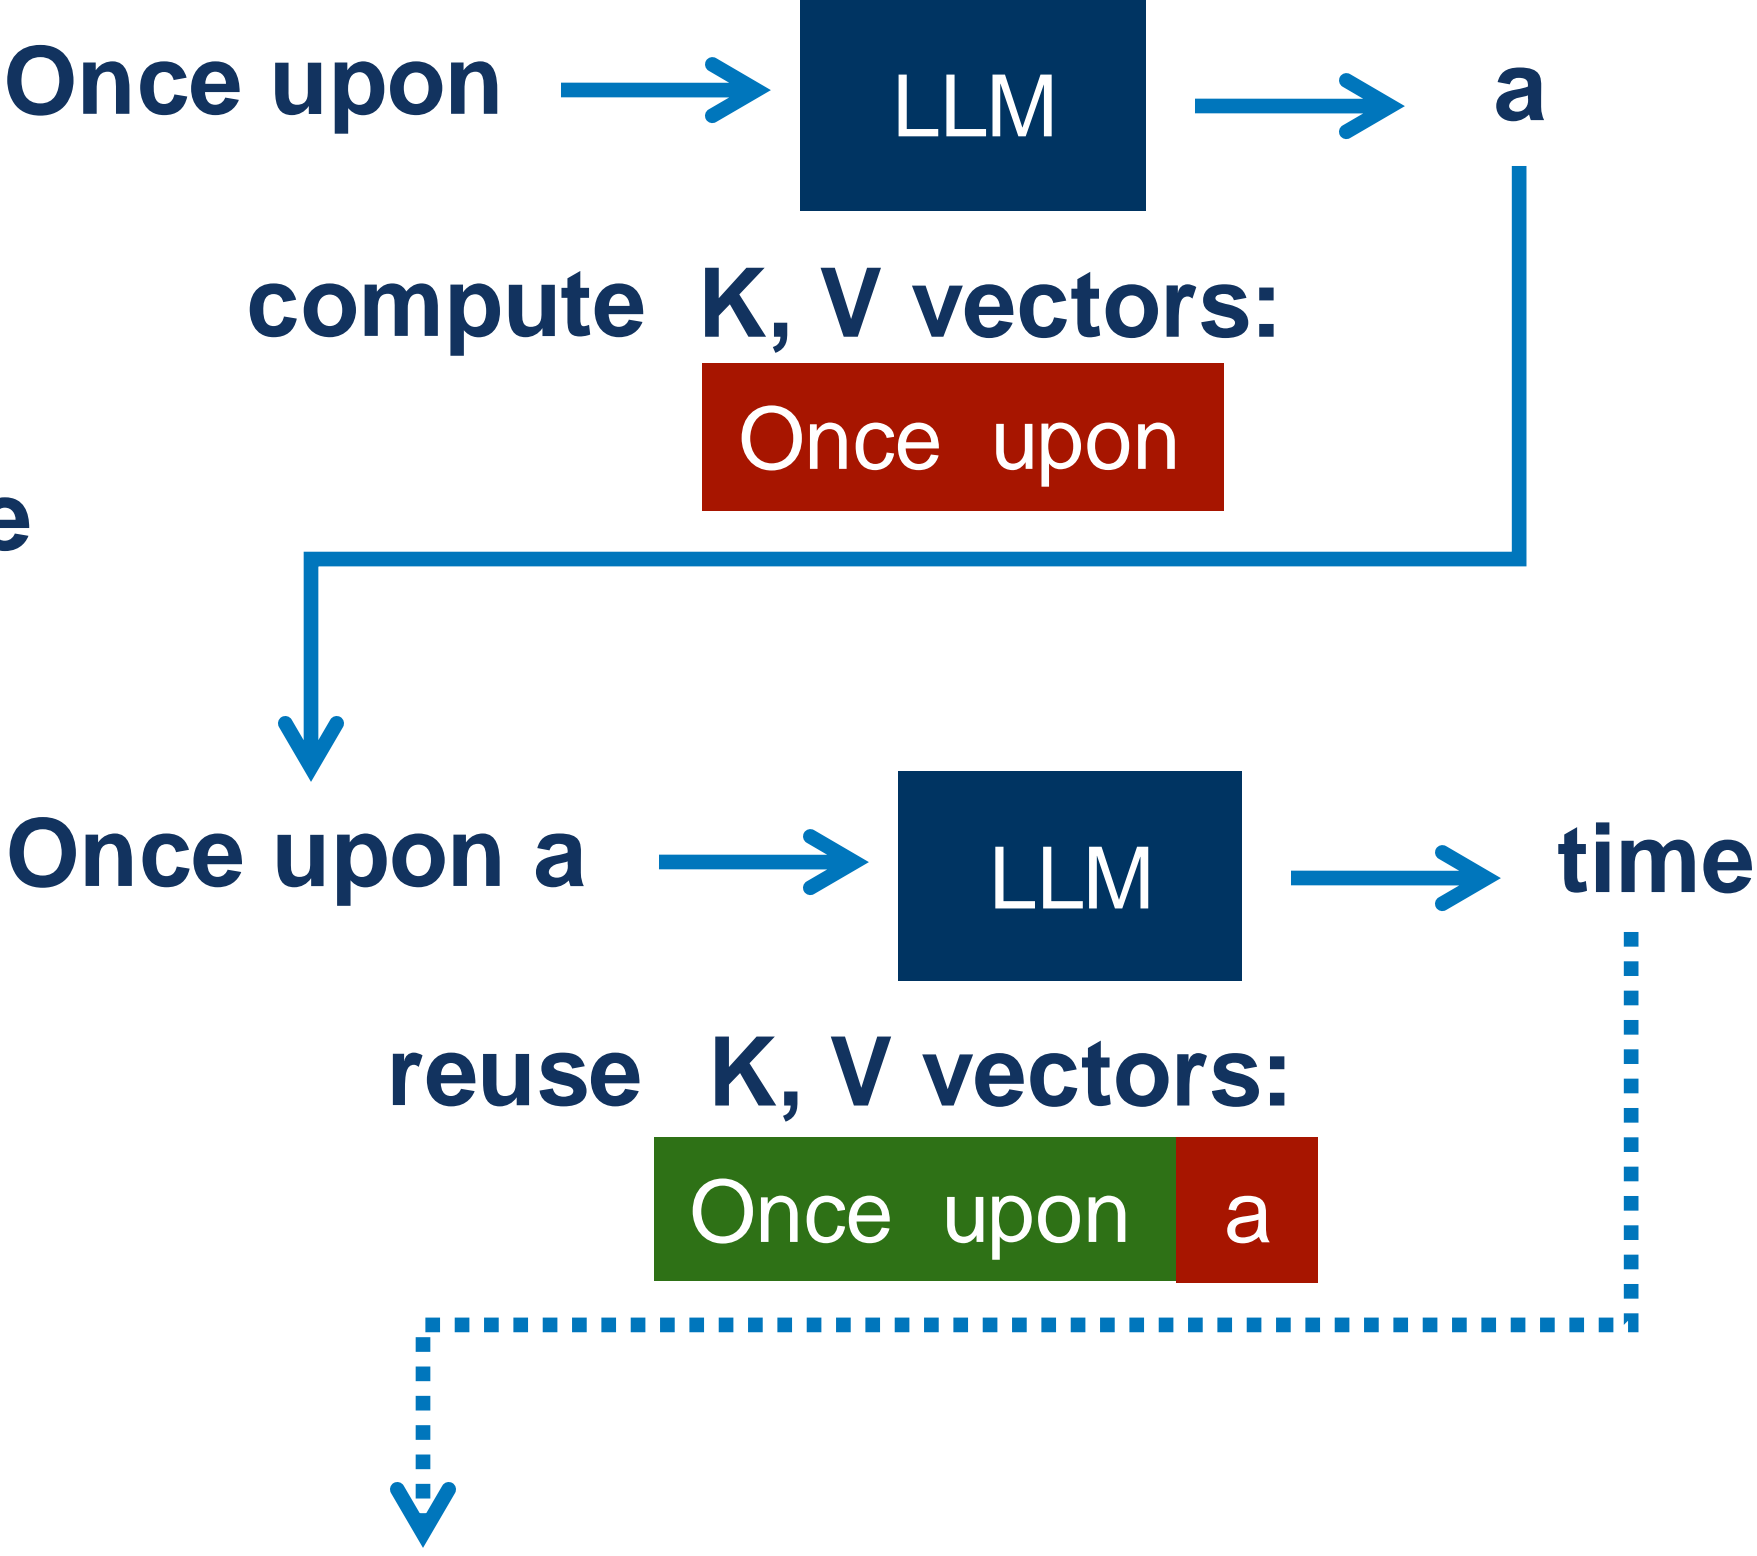 Once upon LLM a
compute K, V vectors:
Once upon
e
Once upon a LLM time
reuse K, V vectors:
Once upon a